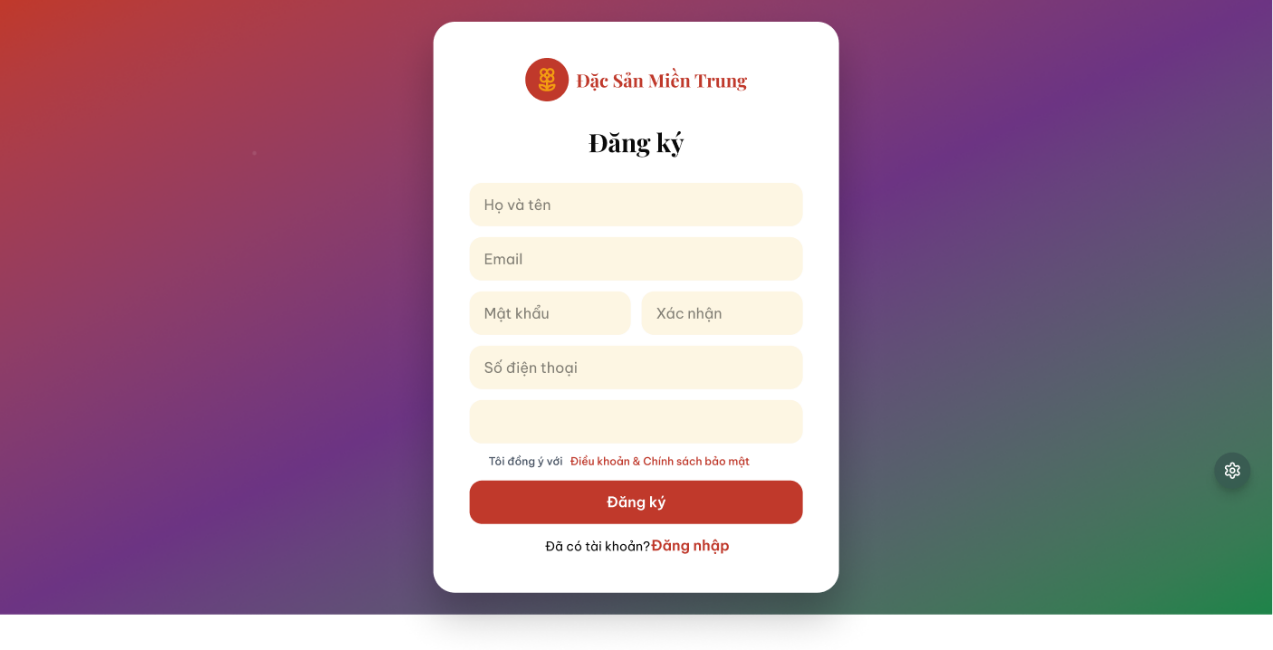 Đặc Sản Miền Trung
Đăng ký
Họ và tên
Email
Mật khẩu Xác nhận
Số điện thoại
Tôi đồng ý với Điều khoản & Chính sách bảo mật
Đăng ký
Đã có tài khoản? Đăng nhập